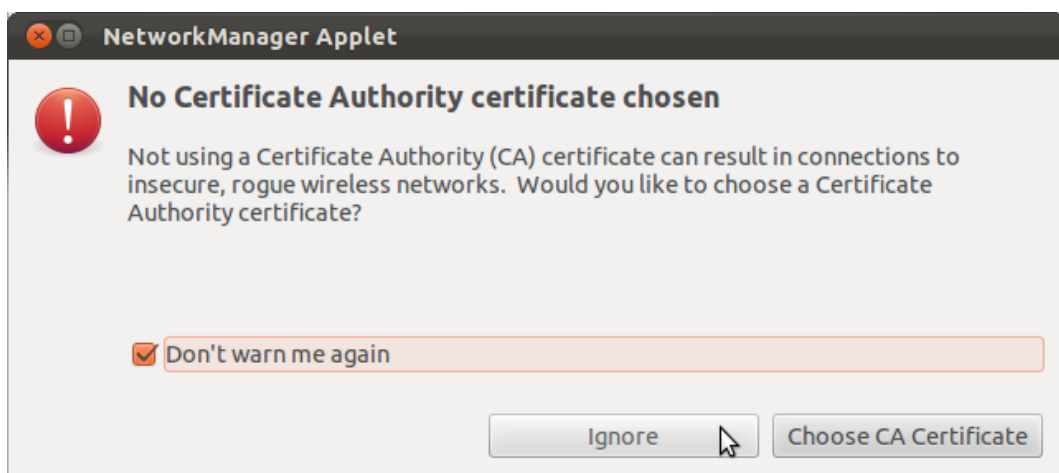 NetworkManager Applet
No Certificate Authority certificate chosen
Not using a Certificate Authority (CA) certificate can result in connections to
insecure, rogue wireless networks.  Would you like to choose a Certificate
Authority certificate?
Don't warn me again
Ignore
Choose CA Certificate